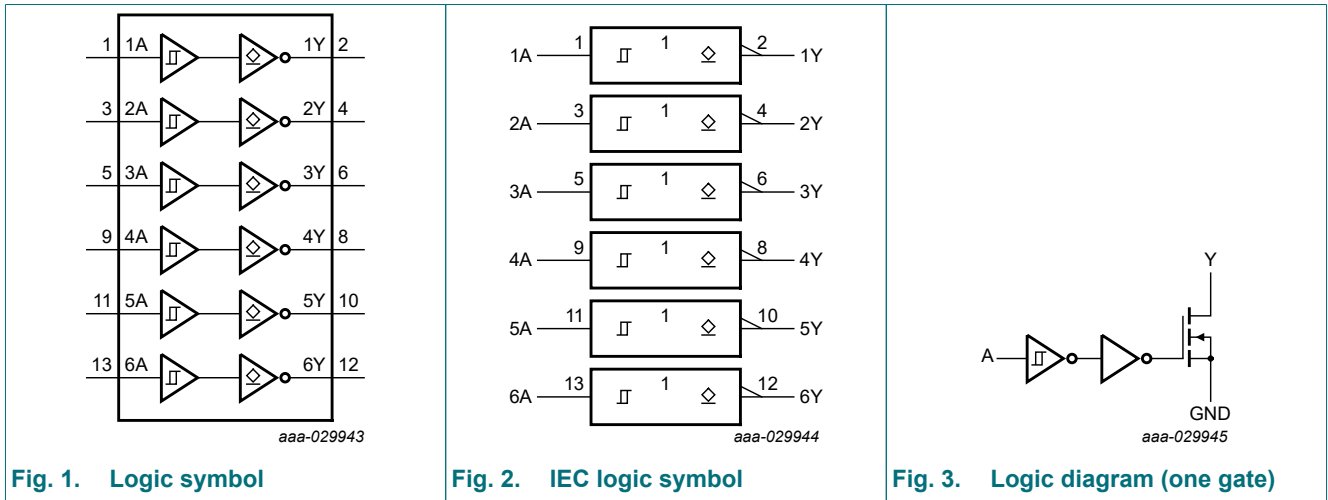 1 1A 1Y 2
3 2A 2Y 4
5 3A 3Y 6
9 4A 4Y 8
11 5A 5Y 10
13 6A 6Y 12
aaa-029943
Fig. 1. Logic symbol
1A 1 1 2 1Y
2A 3 1 4 2Y
3A 5 1 6 3Y
4A 9 1 8 4Y
5A 11 1 10 5Y
6A 13 1 12 6Y
aaa-029944
Fig. 2. IEC logic symbol
Y
A
GND
aaa-029945
Fig. 3. Logic diagram (one gate)